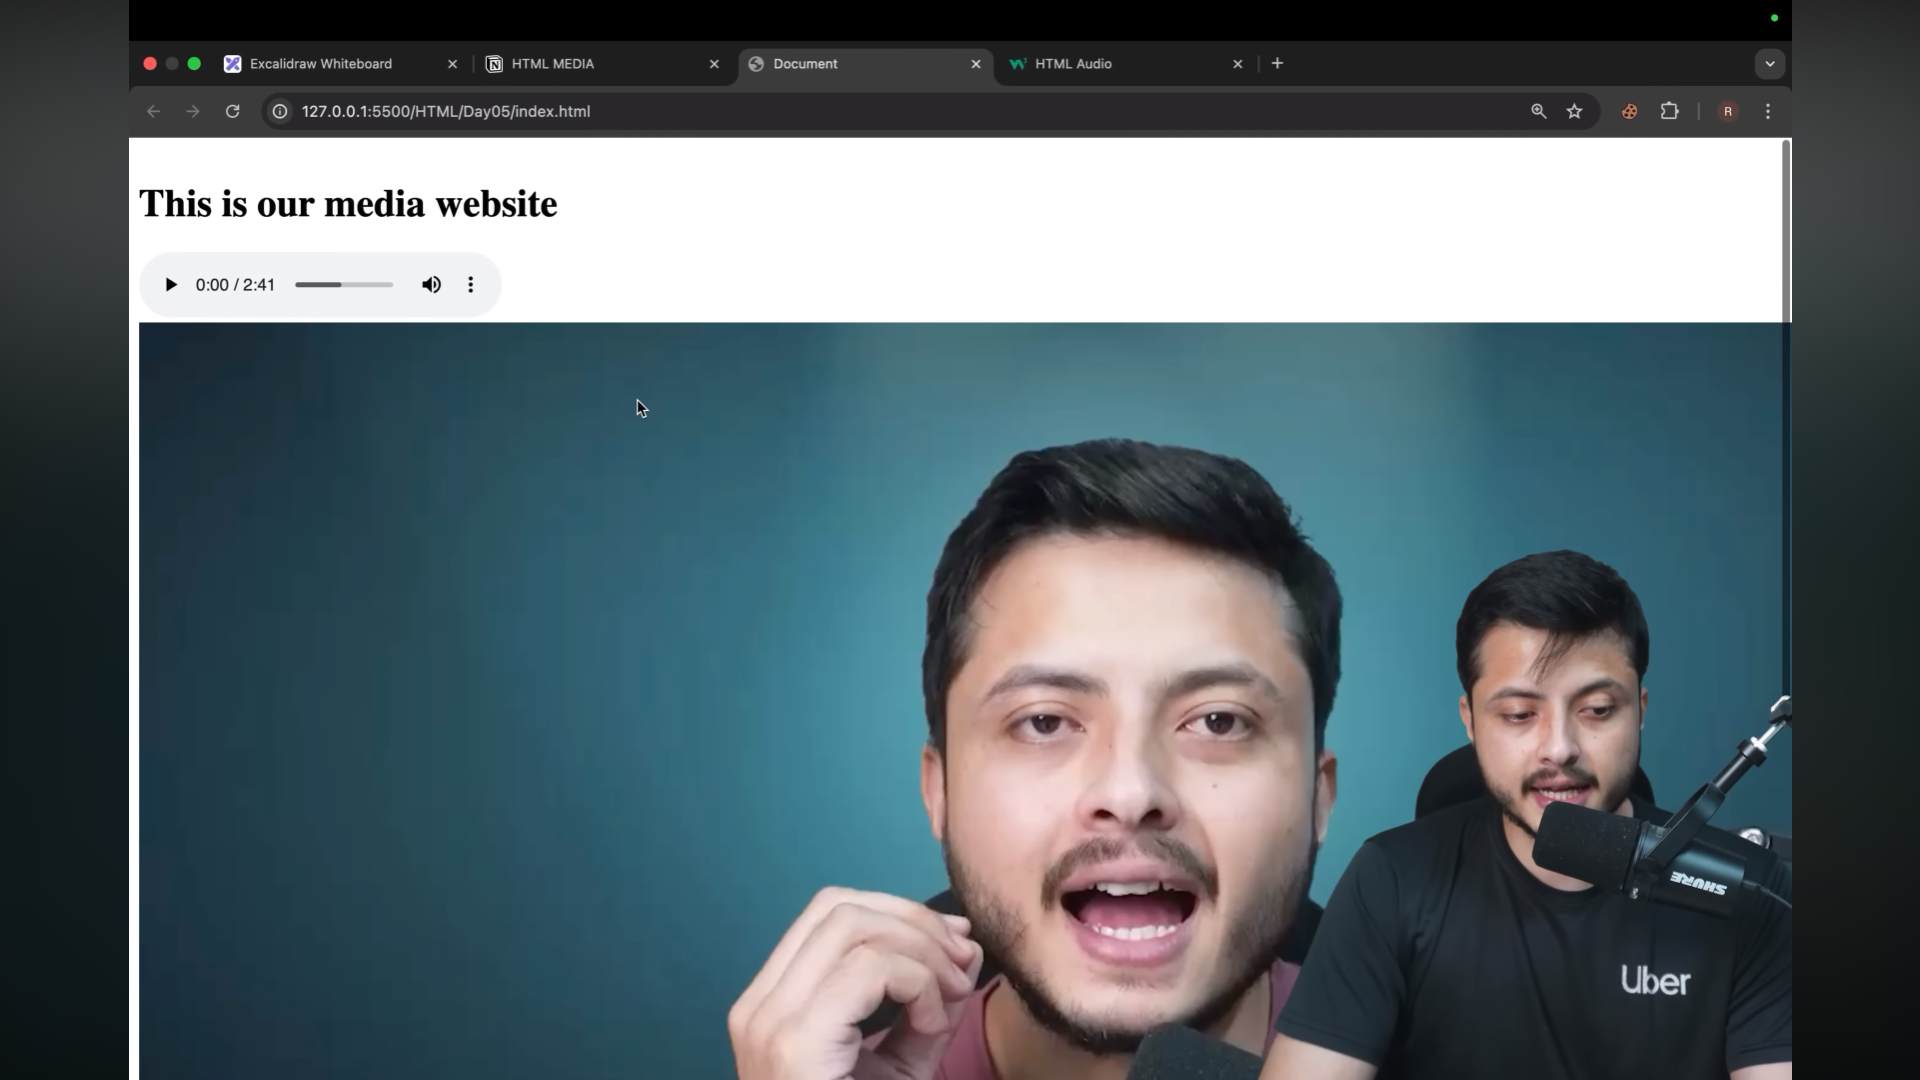 Excalidraw Whiteboard
HTML MEDIA
Document
HTML Audio
127.0.0.1:5500/HTML/Day05/index.html
R
This is our media website
0:00 / 2:41
SHURE
Uber